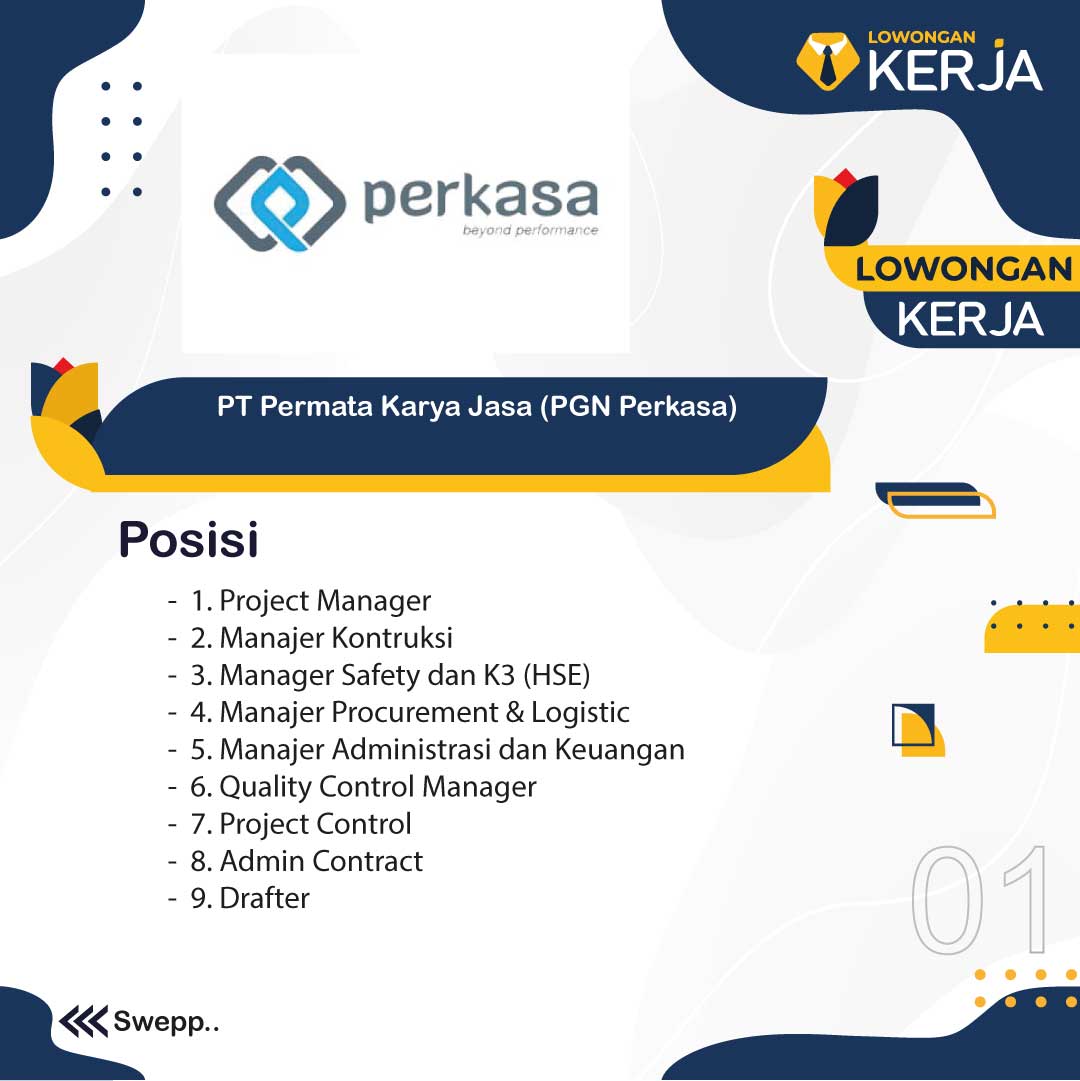 LOWONGAN
KERJA
perkasa
beyond performance
LOWONGAN
KERJA
PT Permata Karya Jasa (PGN Perkasa)
Posisi
- 1. Project Manager
- 2. Manajer Kontruksi
- 3. Manager Safety dan K3 (HSE)
- 4. Manajer Procurement & Logistic
- 5. Manajer Administrasi dan Keuangan
- 6. Quality Control Manager
- 7. Project Control
- 8. Admin Contract
- 9. Drafter
01
Swepp..